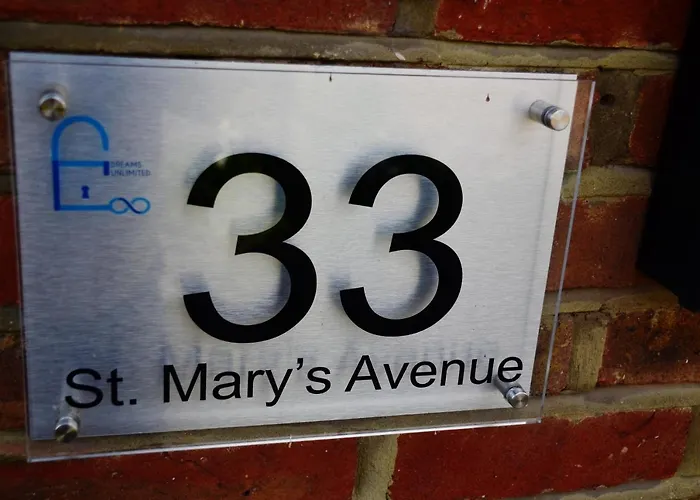 DREAMS
UNLIMITED
33
St. Mary's Avenue